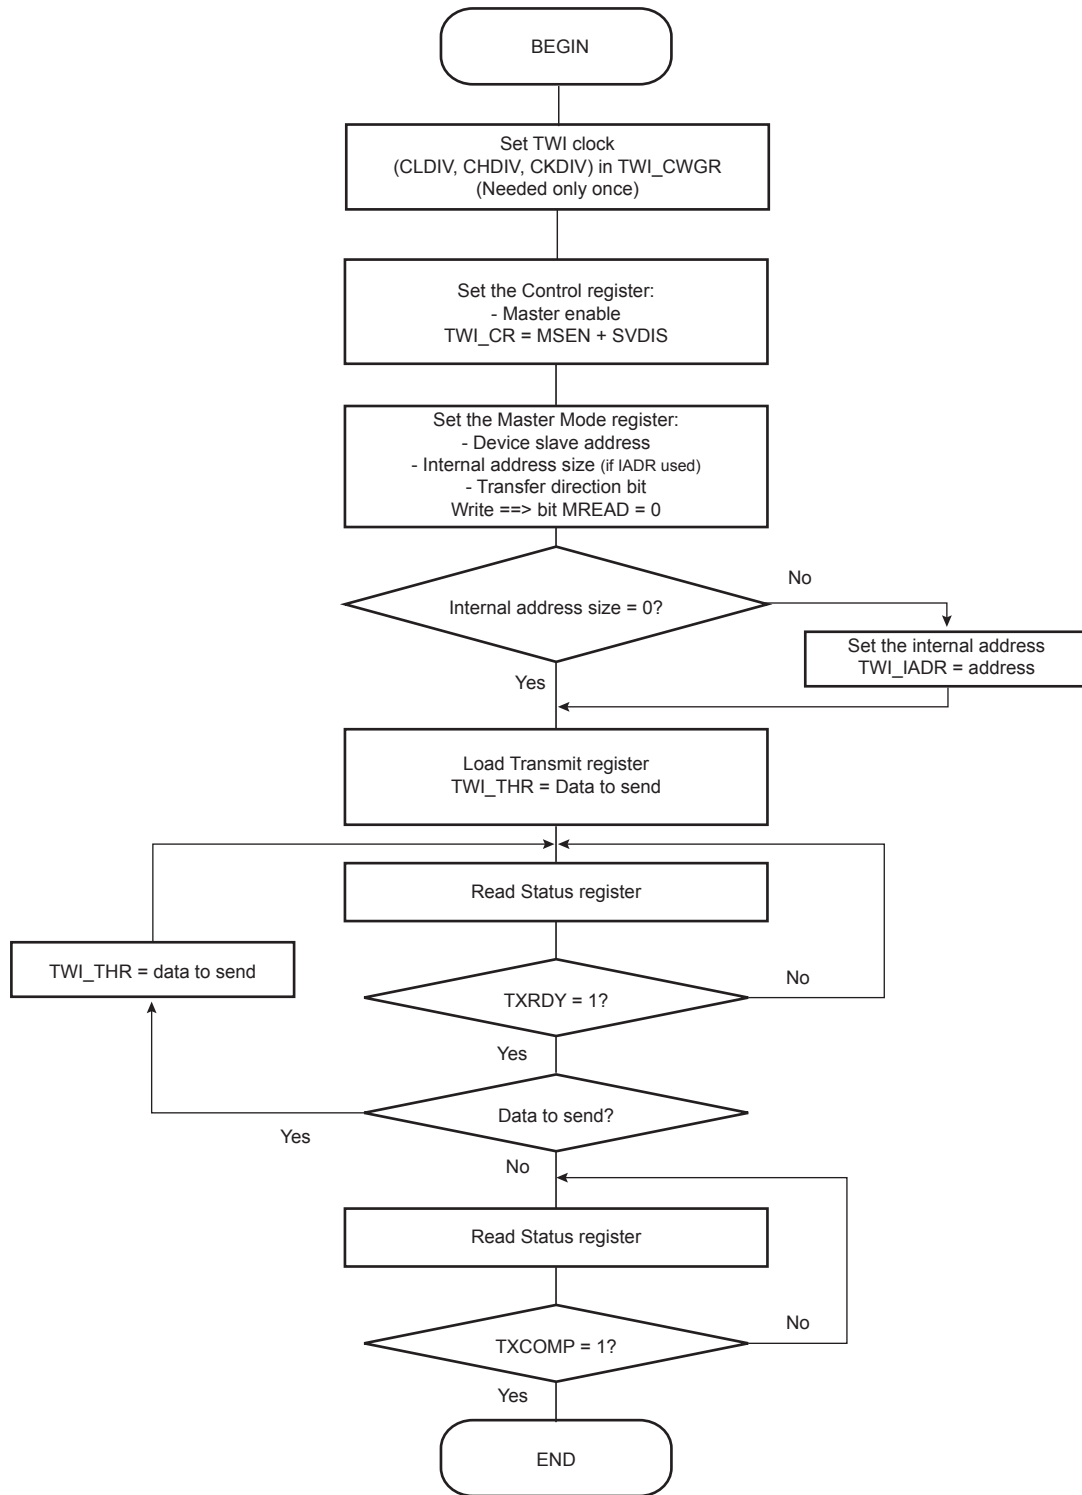 BEGIN
Set TWI clock
(CLDIV, CHDIV, CKDIV) in TWI_CWGR
(Needed only once)
Set the Control register:
- Master enable
TWI_CR = MSEN + SVDIS
Set the Master Mode register:
- Device slave address
- Internal address size (if IADR used)
- Transfer direction bit
Write ==> bit MREAD = 0
No
Internal address size = 0?
Set the internal address
TWI_IADR = address
Yes
Load Transmit register
TWI_THR = Data to send
Read Status register
TWI_THR = data to send
No
TXRDY = 1?
Yes
Data to send?
Yes
No
Read Status register
No
TXCOMP = 1?
Yes
END